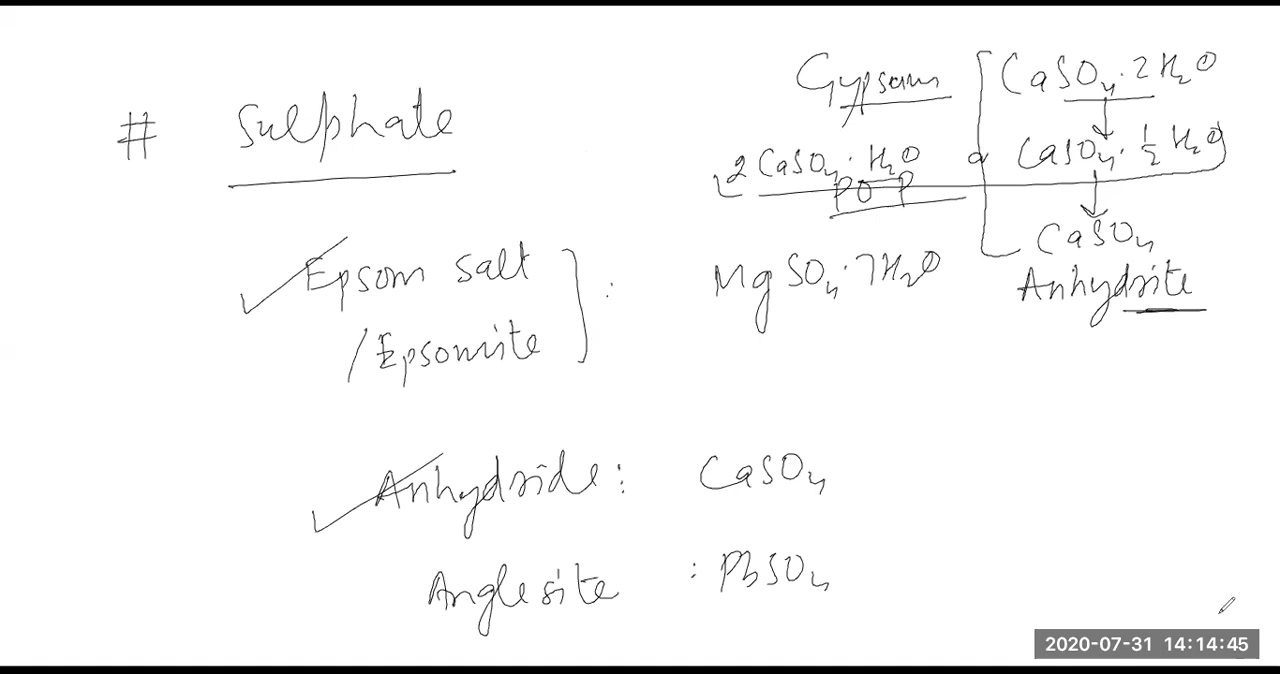 Gypsum [ CaSO₄·2H₂O
# Sulphate
↓
2CaSO₄·H₂O or CaSO₄·½H₂O
POP
↓
CaSO₄
Anhydrite
Epsom salt
/Epsomite } : MgSO₄·7H₂O
Anhydride : CaSO₄
Anglesite : PbSO₄
2020-07-31 14:14:45